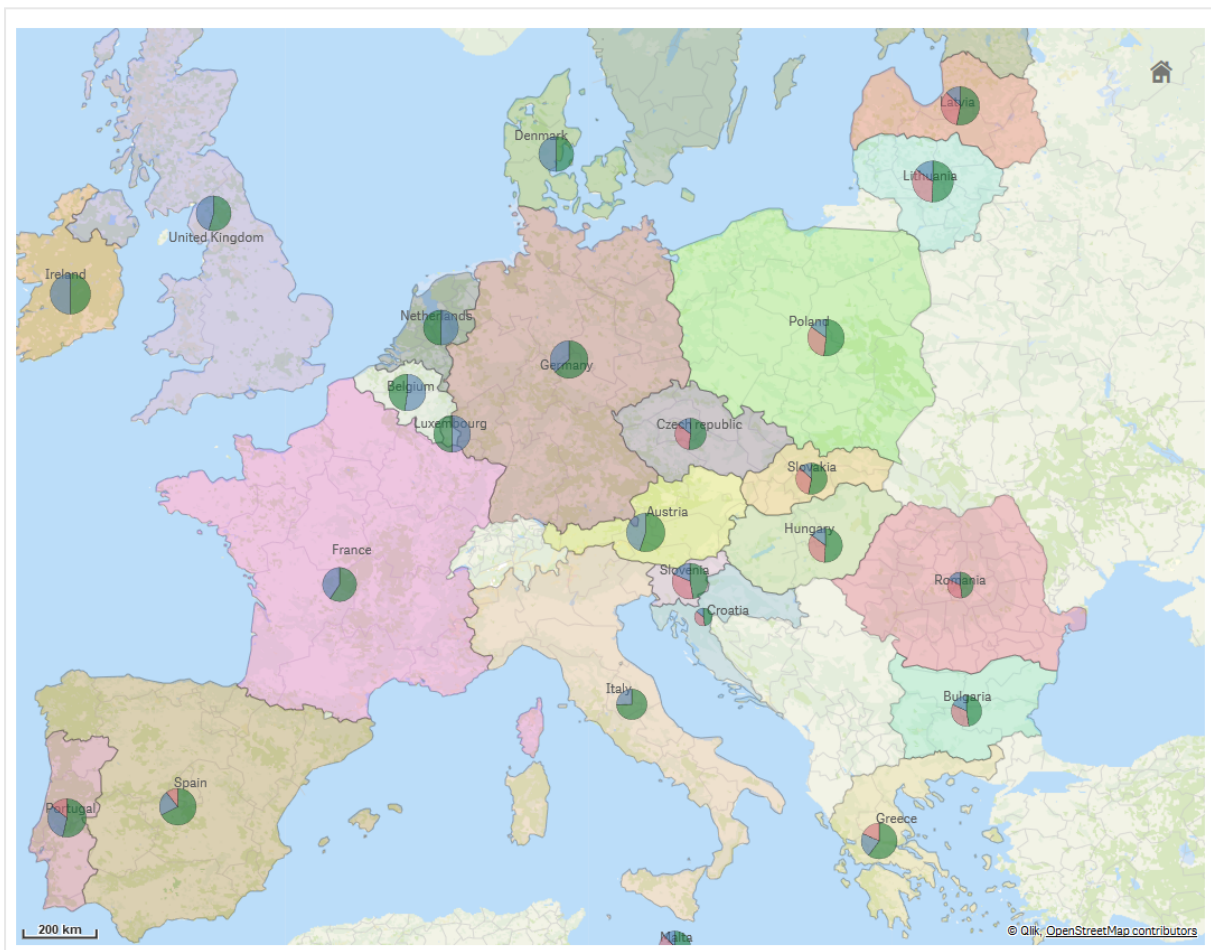 Latvia
Denmark
Lithuania
United Kingdom
Ireland
Netherlands
Poland
Germany
Belgium
Luxembourg
Czech republic
Slovakia
Austria
Hungary
France
Slovenia
Romania
Croatia
Italy
Bulgaria
Spain
Portugal
Greece
200 km
© Qlik, OpenStreetMap contributors
Malta